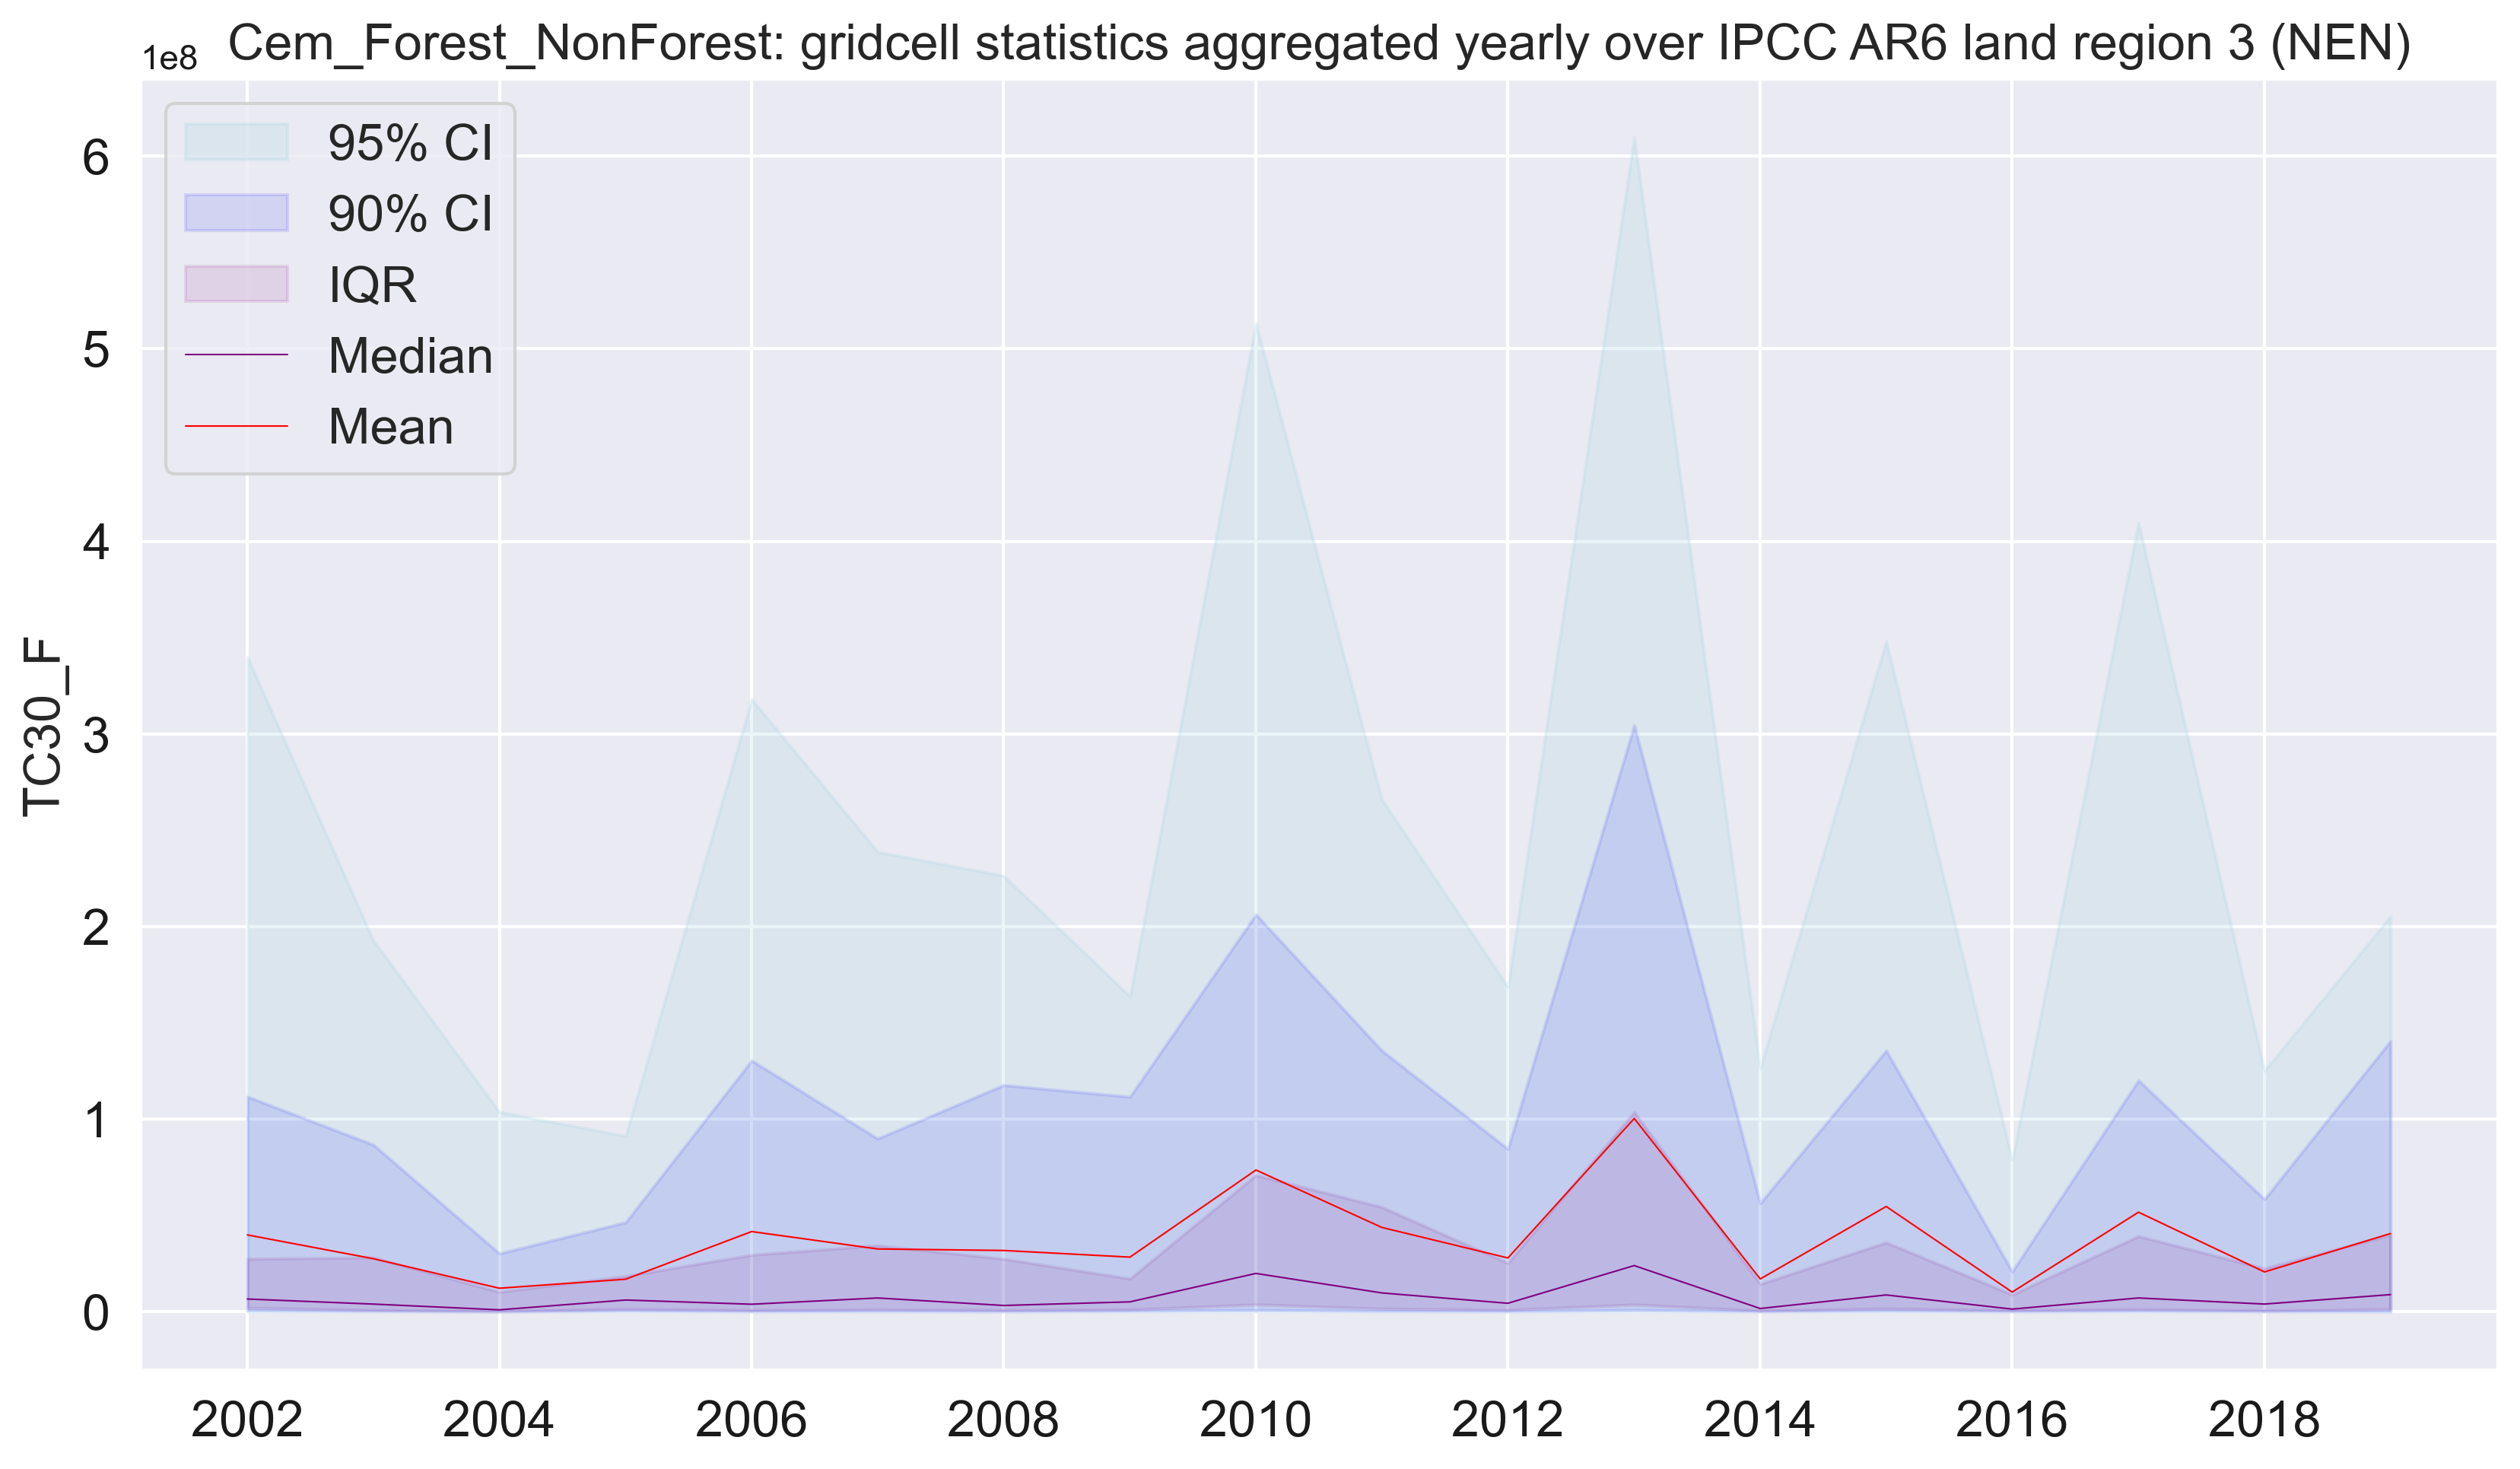 Cem_Forest_NonForest: gridcell statistics aggregated yearly over IPCC AR6 land region 3 (NEN)
1e8
95% CI
90% CI
IQR
Median
Mean
6
5
4
3
2
1
0
TC30_F
2002 2004 2006 2008 2010 2012 2014 2016 2018